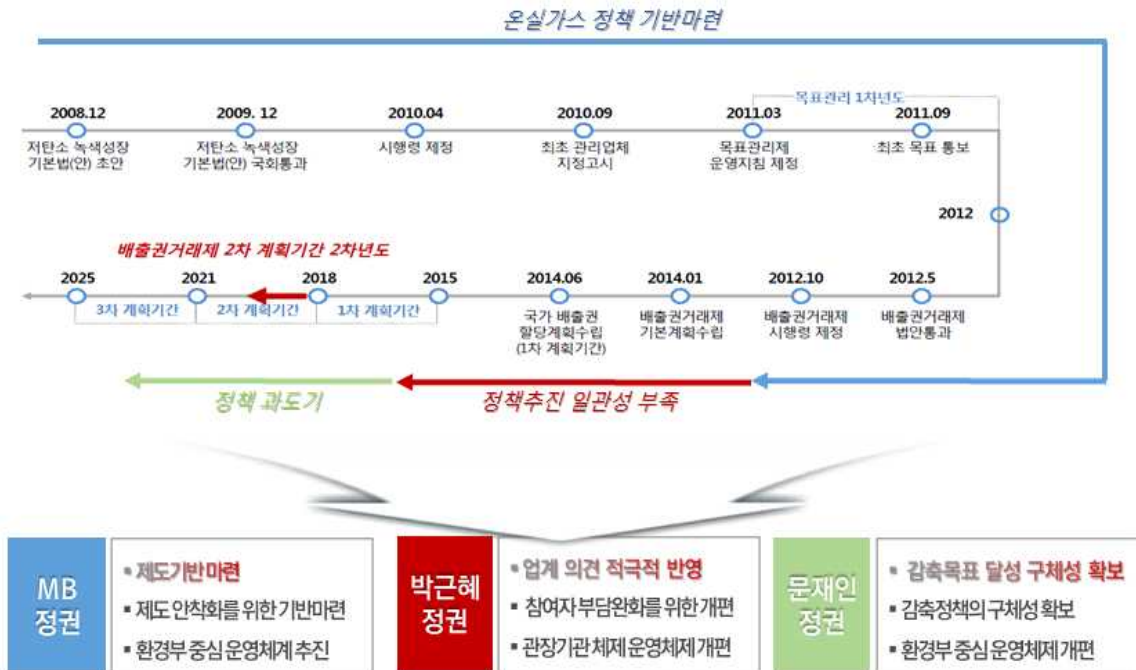 온실가스 정책 기반마련
목표관리 1차년도
2008.12
2009. 12
2010.04
2010.09
2011.03
2011.09
저탄소 녹색성장
기본법(안) 초안
저탄소 녹색성장
기본법(안) 국회통과
시행령 제정
최초 관리업체
지정고시
목표관리제
운영지침 제정
최초 목표 통보
2012
배출권거래제 2차 계획기간 2차년도
2025
2021
2018
2015
2014.06
2014.01
2012.10
2012.5
3차 계획기간
2차 계획기간
1차 계획기간
국가 배출권
할당계획수립
(1차 계획기간)
배출권거래제
기본계획수립
배출권거래제
시행령 제정
배출권거래제
법안통과
정책 과도기
정책추진 일관성 부족
MB
정권
▪ 제도기반 마련
▪ 제도 안착화를 위한 기반마련
▪ 환경부 중심 운영체계 추진
박근혜
정권
▪ 업계 의견 적극적 반영
▪ 참여자 부담완화를 위한 개편
▪ 관장기관 체제 운영체제 개편
문재인
정권
▪ 감축목표 달성 구체성 확보
▪ 감축정책의 구체성 확보
▪ 환경부 중심 운영체제 개편